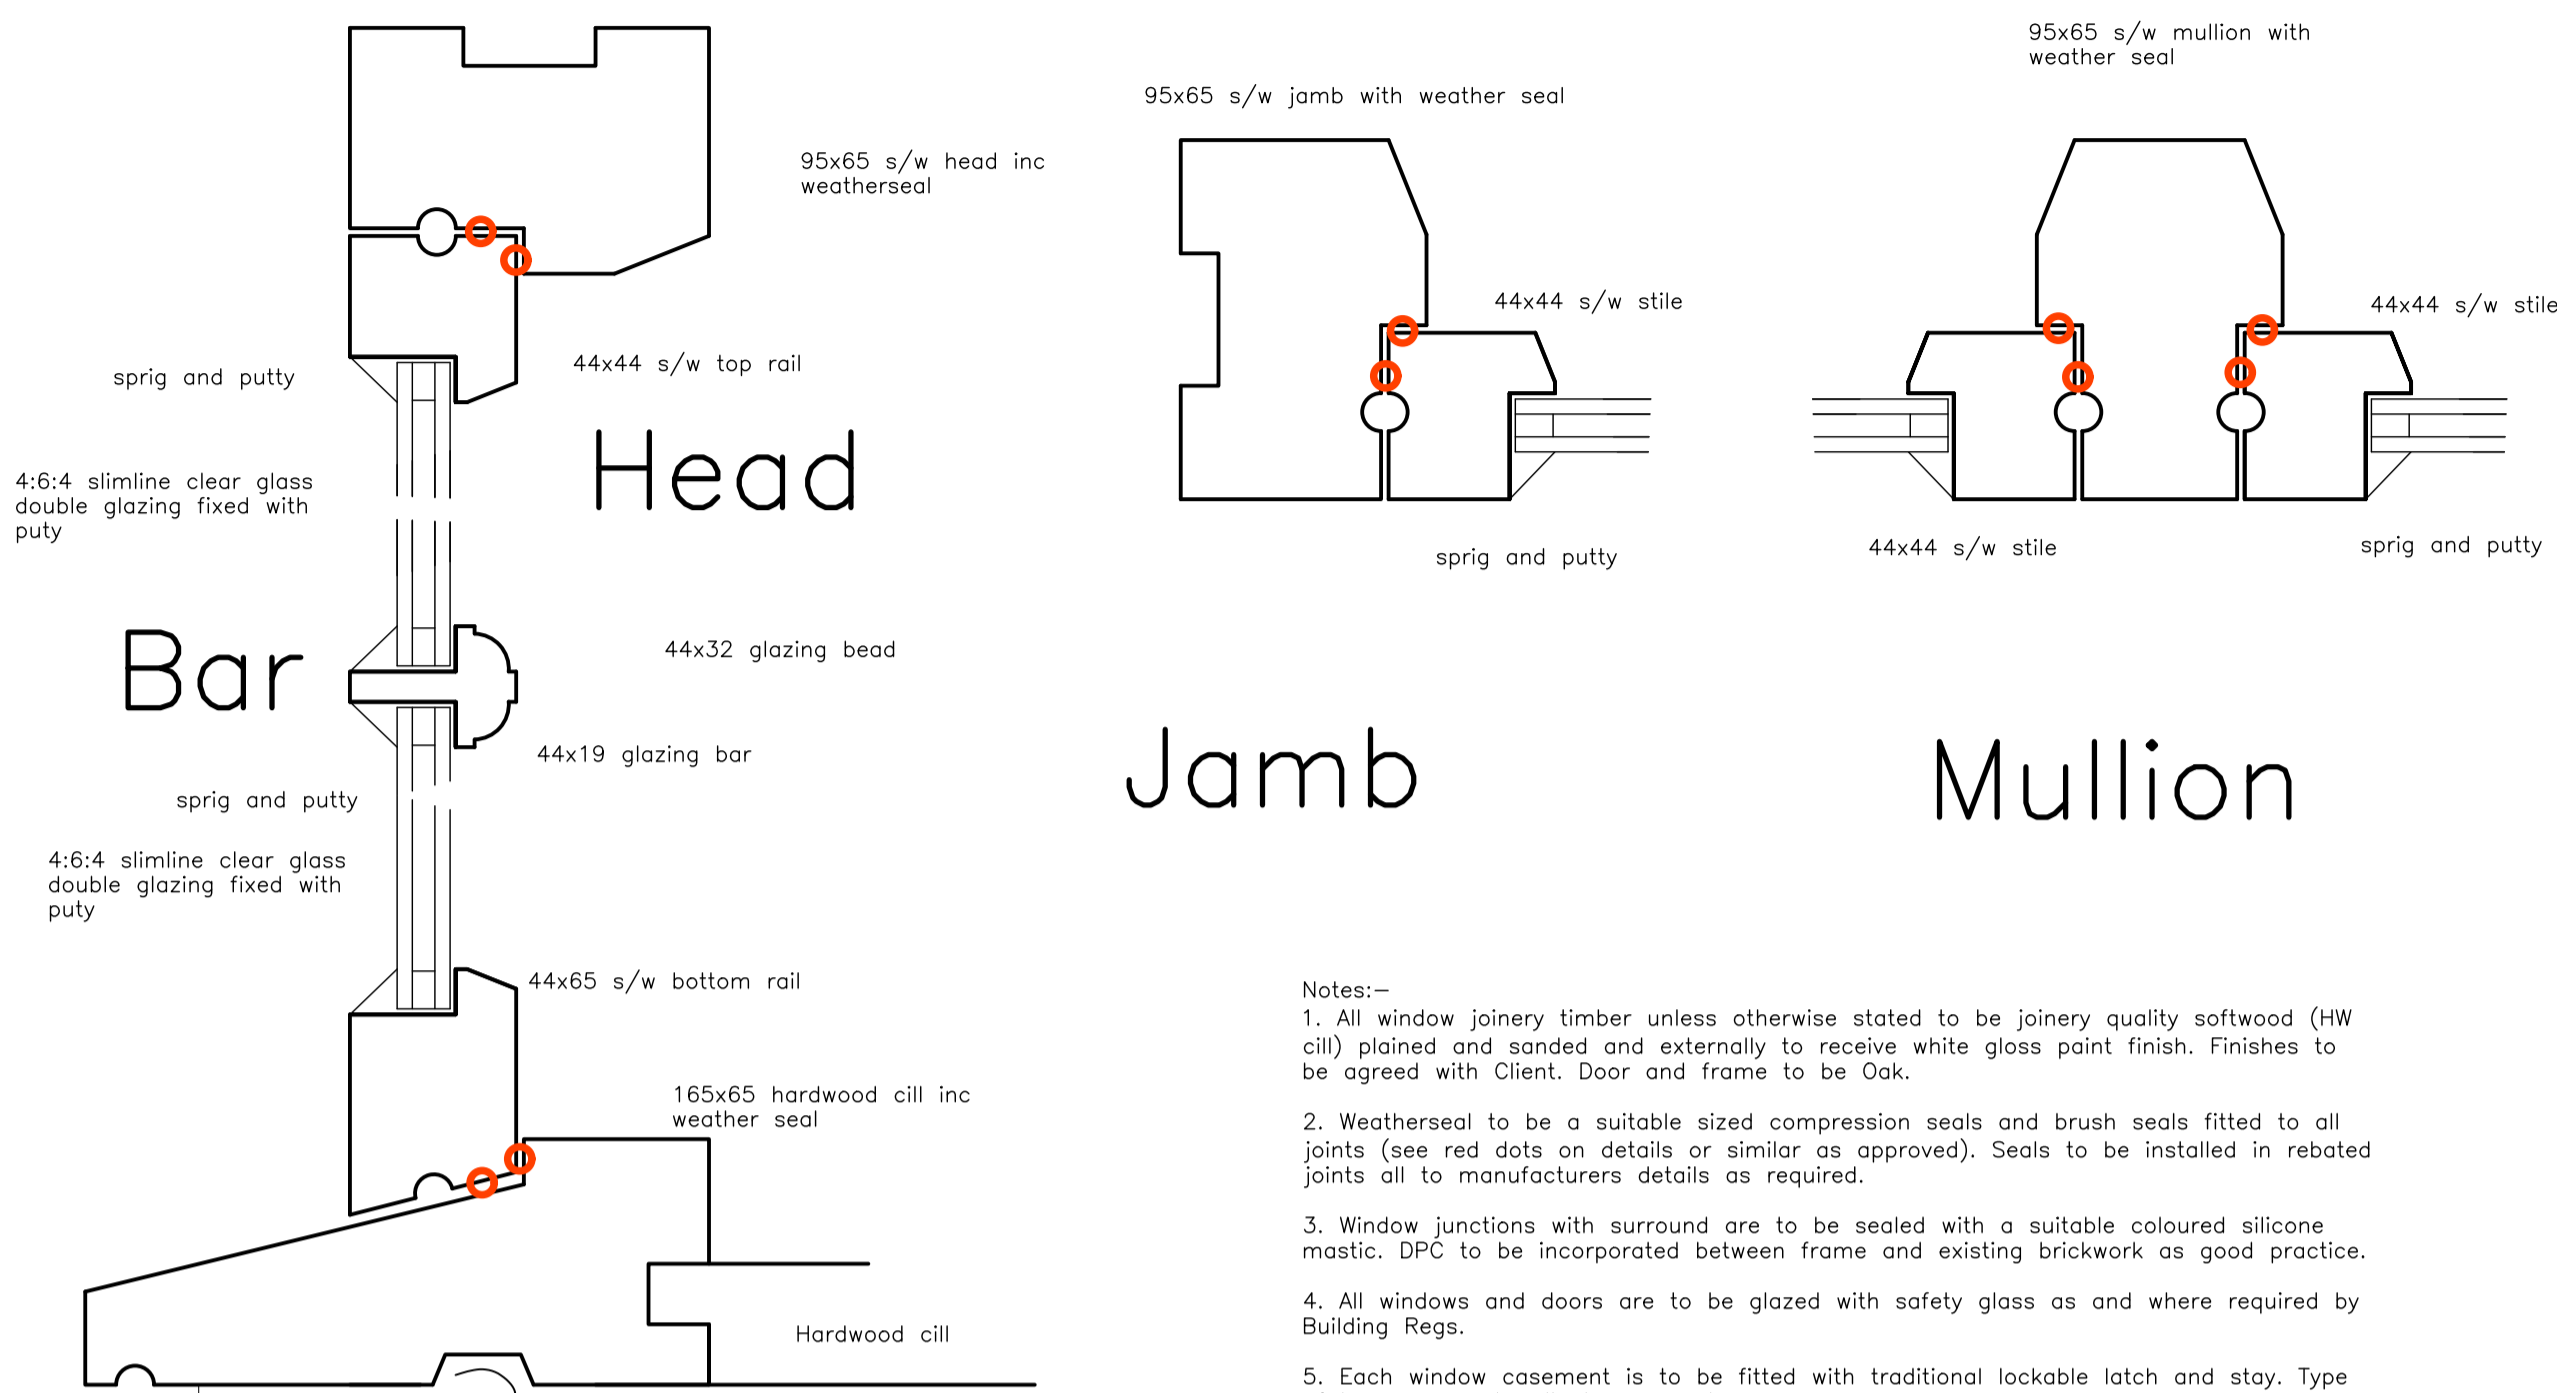 95x65 s/w head inc
weatherseal
sprig and putty
44x44 s/w top rail
Head
4:6:4 slimline clear glass
double glazing fixed with
puty
Bar
44x32 glazing bead
44x19 glazing bar
sprig and putty
4:6:4 slimline clear glass
double glazing fixed with
puty
44x65 s/w bottom rail
165x65 hardwood cill inc
weather seal
Hardwood cill
95x65 s/w jamb with weather seal
44x44 s/w stile
sprig and putty
Jamb
95x65 s/w mullion with
weather seal
44x44 s/w stile
44x44 s/w stile
sprig and putty
Mullion
Notes:—
1. All window joinery timber unless otherwise stated to be joinery quality softwood (HW
cill) plained and sanded and externally to receive white gloss paint finish. Finishes to
be agreed with Client. Door and frame to be Oak.
2. Weatherseal to be a suitable sized compression seals and brush seals fitted to all
joints (see red dots on details or similar as approved). Seals to be installed in rebated
joints all to manufacturers details as required.
3. Window junctions with surround are to be sealed with a suitable coloured silicone
mastic. DPC to be incorporated between frame and existing brickwork as good practice.
4. All windows and doors are to be glazed with safety glass as and where required by
Building Regs.
5. Each window casement is to be fitted with traditional lockable latch and stay. Type